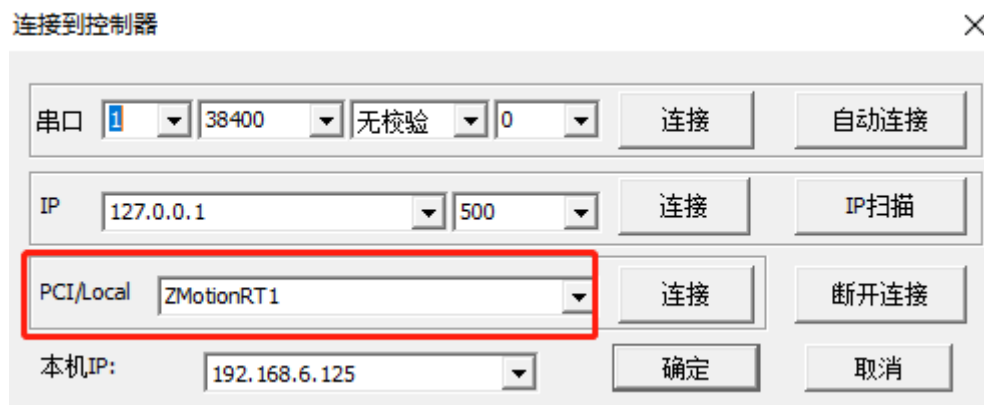 连接到控制器
串口 1 38400 无校验 0 连接 自动连接
IP 127.0.0.1 500 连接 IP扫描
PCI/Local ZMotionRT1 连接 断开连接
本机IP: 192.168.6.125 确定 取消